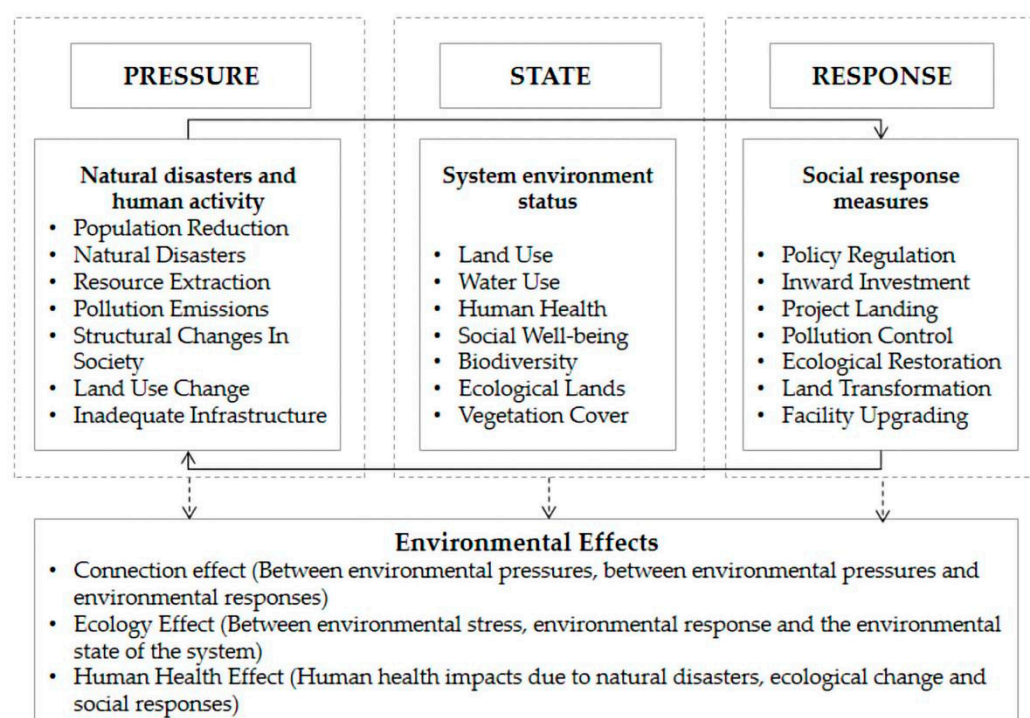 PRESSURE
STATE
RESPONSE
Natural disasters and
human activity
• Population Reduction
• Natural Disasters
• Resource Extraction
• Pollution Emissions
• Structural Changes In
Society
• Land Use Change
• Inadequate Infrastructure
System environment
status
• Land Use
• Water Use
• Human Health
• Social Well-being
• Biodiversity
• Ecological Lands
• Vegetation Cover
Social response
measures
• Policy Regulation
• Inward Investment
• Project Landing
• Pollution Control
• Ecological Restoration
• Land Transformation
• Facility Upgrading
Environmental Effects
• Connection effect (Between environmental pressures, between environmental pressures and
environmental responses)
• Ecology Effect (Between environmental stress, environmental response and the environmental
state of the system)
• Human Health Effect (Human health impacts due to natural disasters, ecological change and
social responses)